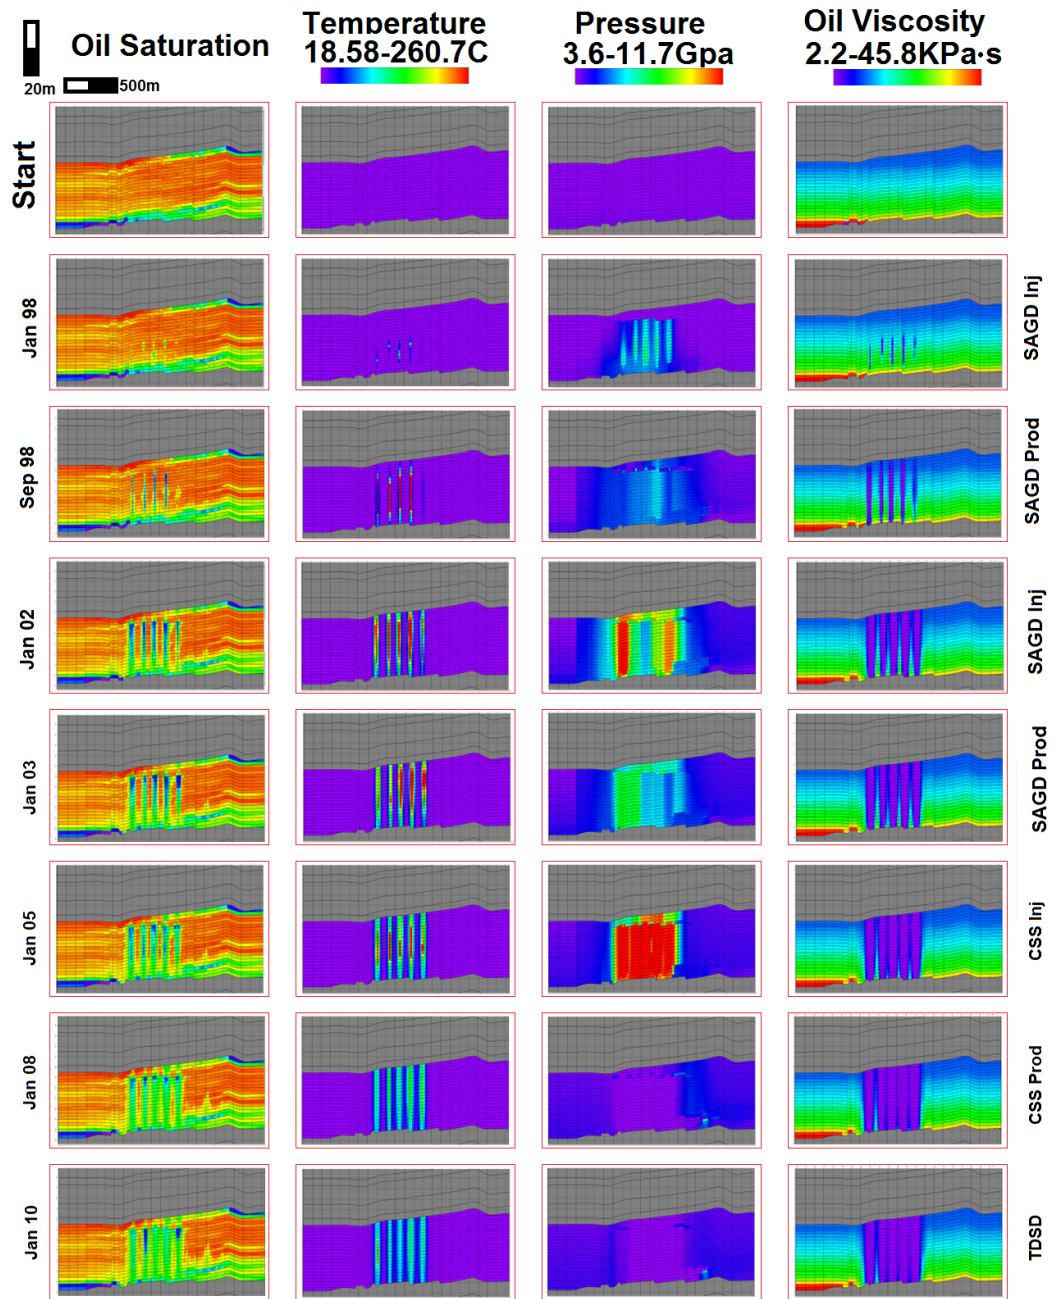 Oil Saturation
Temperature
18.58-260.7C
Pressure
3.6-11.7Gpa
Oil Viscosity
2.2-45.8KPa·s
20m
500m
Start
Jan 98
SAGD Inj
Sep 98
SAGD Prod
Jan 02
SAGD Inj
Jan 03
SAGD Prod
Jan 05
CSS Inj
Jan 08
CSS Prod
Jan 10
TDSD